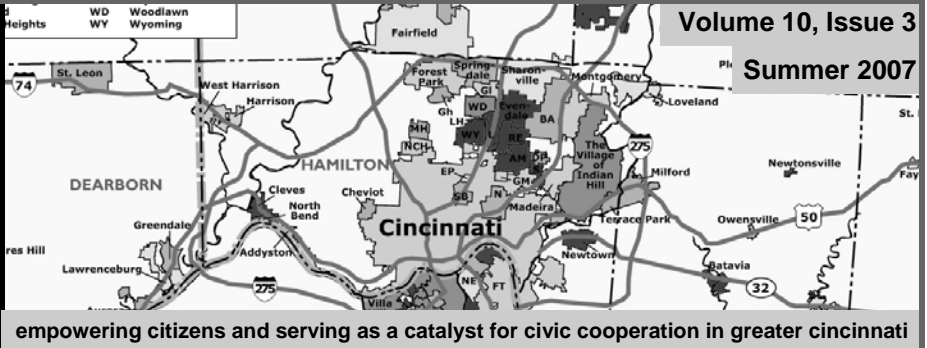 WD Woodlawn
Heights WY Wyoming
Volume 10, Issue 3
Summer 2007
Fairfield
74
St. Leon
West Harrison
Harrison
Forest Park
Spring-dale
Sharon-ville
Montgomery
Loveland
Gh
GI
LH
WD
Even-dale
BA
MH
NCH
WY
RE
AM
The Village of Indian Hill
275
Milford
Newtonsville
HAMILTON
DEARBORN
Cleves
North Bend
Cheviot
EP
SB
N
GM
Madeira
Terrace Park
Owensville
50
Greendale
Cincinnati
Addyston
Newtown
Lawrenceburg
275
Villa
NE
FT
Batavia
32
empowering citizens and serving as a catalyst for civic cooperation in greater cincinnati